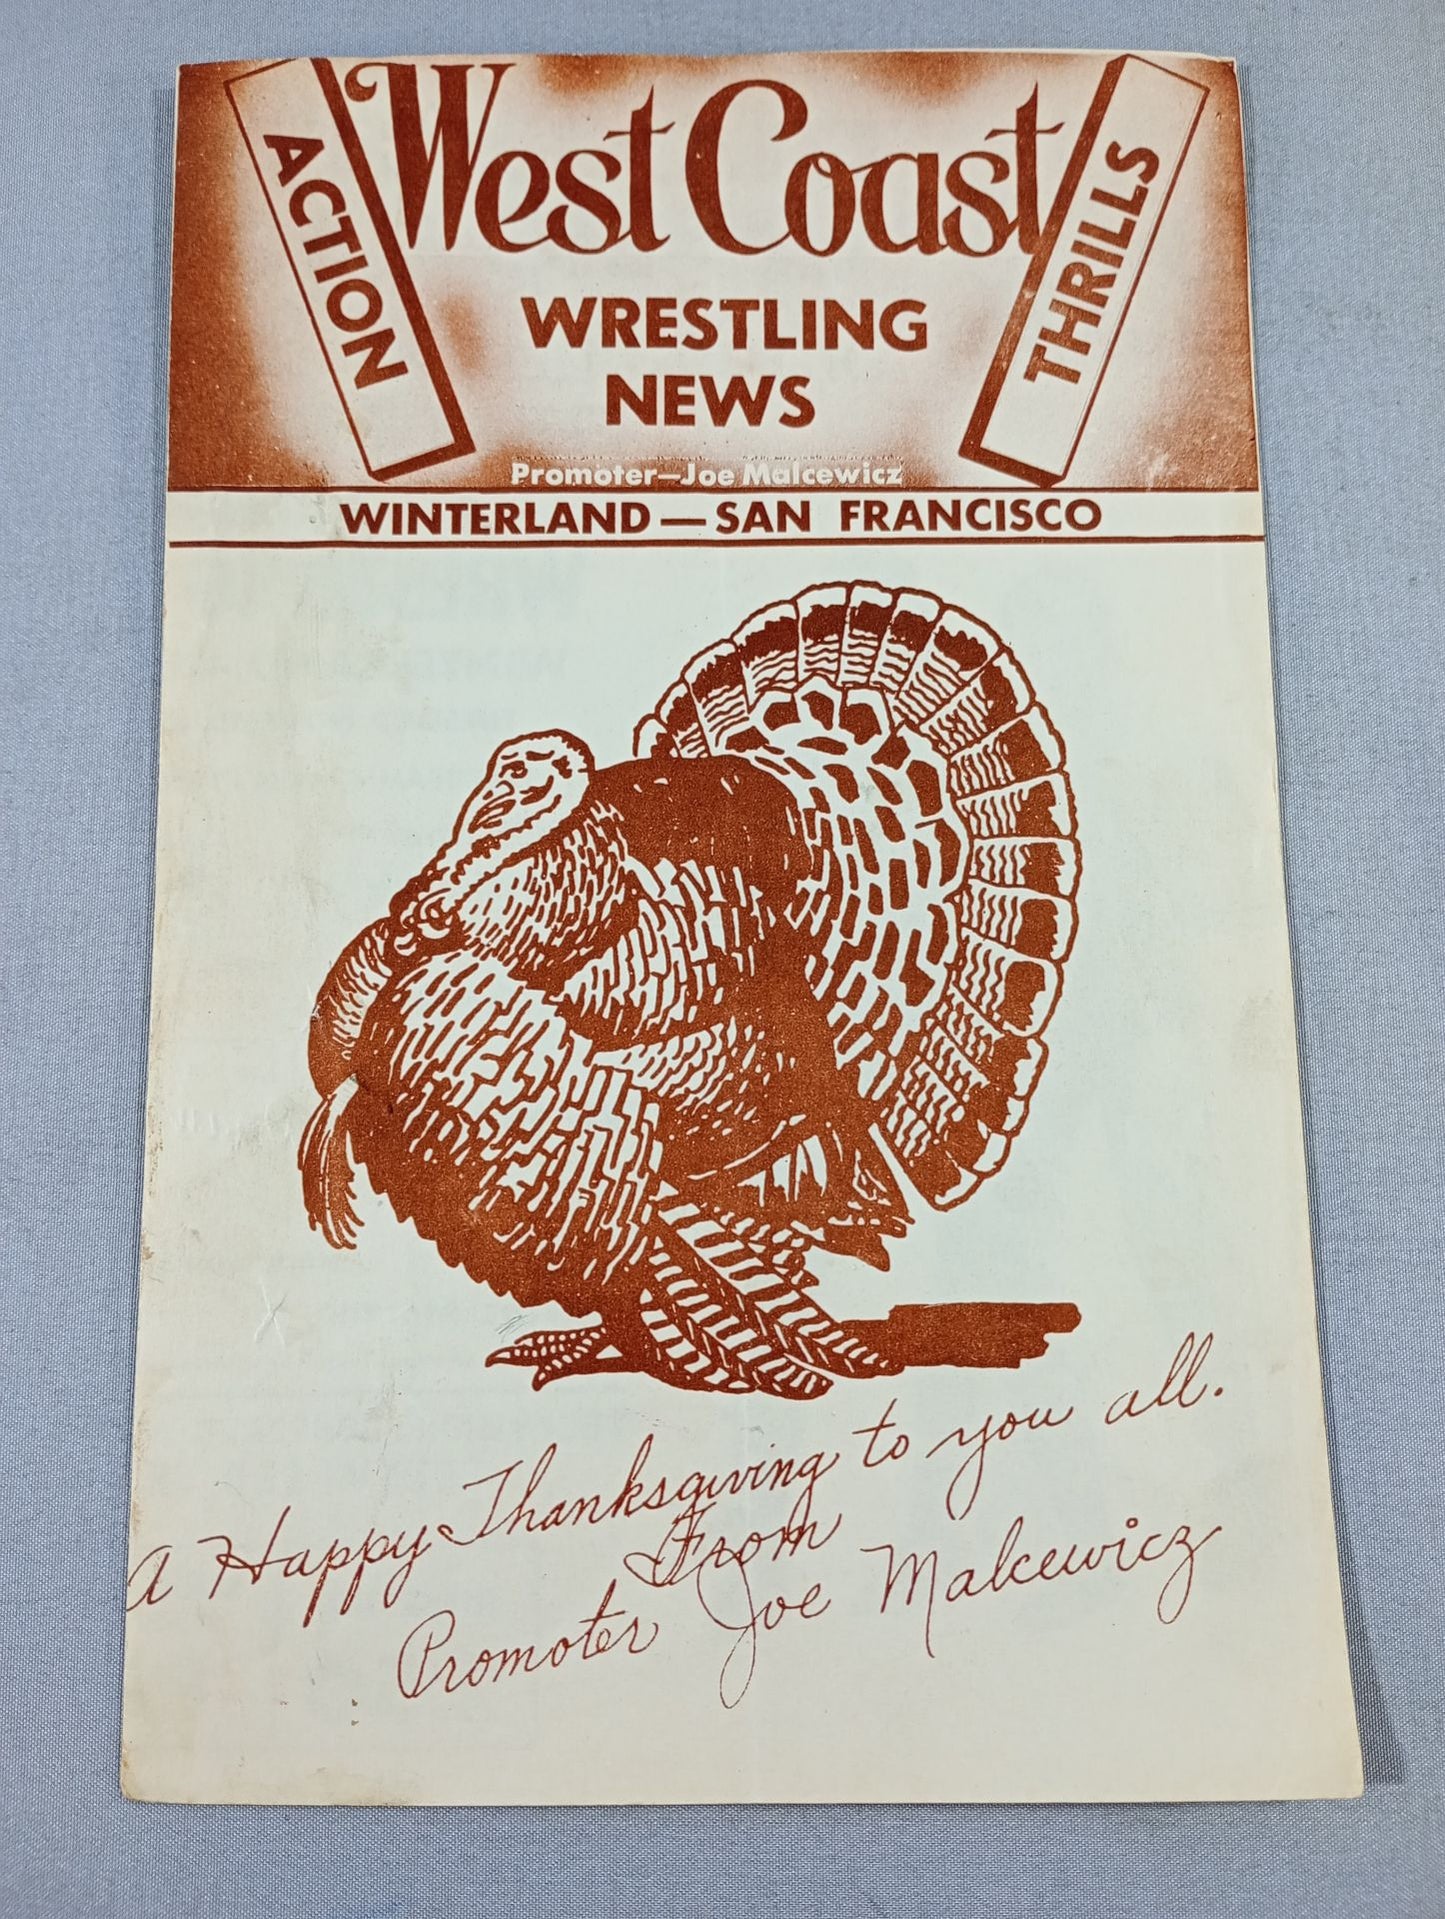 ACTION
West Coast
THRILLS
WRESTLING
NEWS
Promoter—Joe Malcewicz
WINTERLAND — SAN FRANCISCO
A Happy Thanksgiving to you all.
From
Promoter Joe Malcewicz